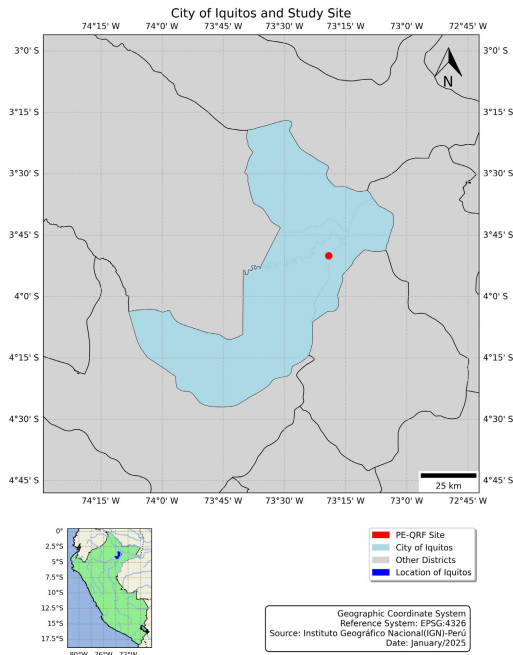 City of Iquitos and Study Site
74°15' W 74°0' W 73°45' W 73°30' W 73°15' W 73°0' W 72°45' W
3°0' S 3°0' S
N
3°15' S 3°15' S
3°30' S 3°30' S
3°45' S 3°45' S
4°0' S 4°0' S
4°15' S 4°15' S
4°30' S 4°30' S
4°45' S 4°45' S
25 km
74°15' W 74°0' W 73°45' W 73°30' W 73°15' W 73°0' W 72°45' W
0°
2.5°S
5°S
7.5°S
10°S
12.5°S
15°S
17.5°S
80°W 76°W 72°W
PE-QRF Site
City of Iquitos
Other Districts
Location of Iquitos
Geographic Coordinate System
Reference System: EPSG:4326
Source: Instituto Geográfico Nacional(IGN)-Perú
Date: January/2025